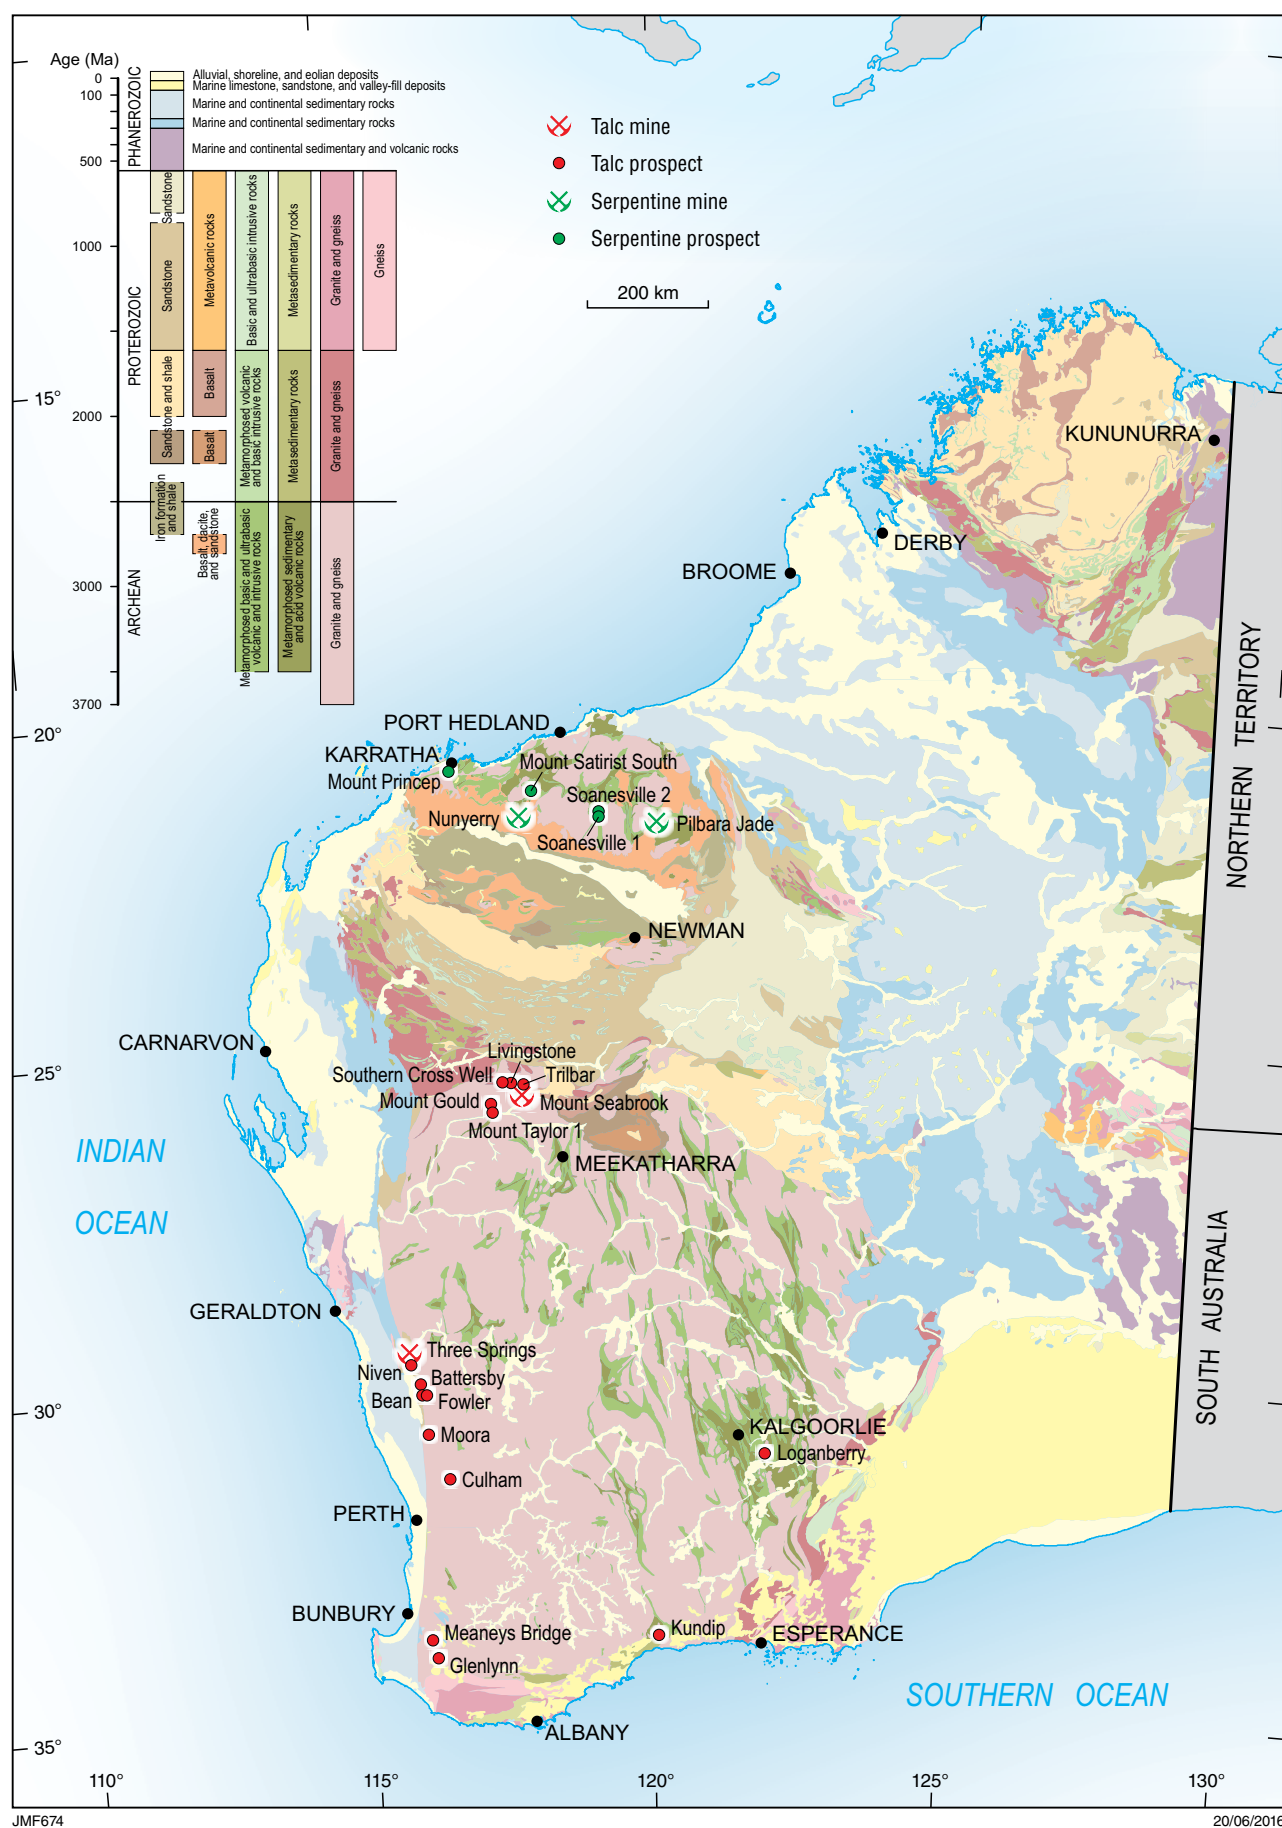 Age (Ma)
0
100
500
1000
2000
3000
3700
PHANEROZOIC
PROTEROZOIC
ARCHEAN
Alluvial, shoreline, and eolian deposits
Marine limestone, sandstone, and valley-fill deposits
Marine and continental sedimentary rocks
Marine and continental sedimentary rocks
Marine and continental sedimentary and volcanic rocks
Sandstone
Sandstone
Sandstone and shale
Iron formation
and shale
Metavolcanic rocks
Basalt
Basalt
Basalt, dacite,
and sandstone
Basic and ultrabasic intrusive rocks
Metamorphosed volcanic
and basic intrusive rocks
Metamorphosed basic and ultrabasic
volcanic and intrusive rocks
Metasedimentary rocks
Metasedimentary rocks
Metamorphosed sedimentary
and acid volcanic rocks
Granite and gneiss
Granite and gneiss
Granite and gneiss
Gneiss
Talc mine
Talc prospect
Serpentine mine
Serpentine prospect
200 km
15°
KUNUNURRA
DERBY
BROOME
NORTHERN TERRITORY
PORT HEDLAND
20°
KARRATHA
Mount Satirist South
Mount Princep
Soanesville 2
Nunyerry
Pilbara Jade
Soanesville 1
NEWMAN
CARNARVON
Livingstone
25°
Southern Cross Well
Trilbar
Mount Gould
Mount Seabrook
Mount Taylor 1
INDIAN
OCEAN
MEEKATHARRA
SOUTH AUSTRALIA
GERALDTON
Three Springs
Niven
Battersby
Bean
Fowler
30°
KALGOORLIE
Moora
Loganberry
Culham
PERTH
BUNBURY
Meaneys Bridge
Kundip
ESPERANCE
Glenlynn
SOUTHERN OCEAN
ALBANY
35°
110°
115°
120°
125°
130°
JMF674
20/06/2016